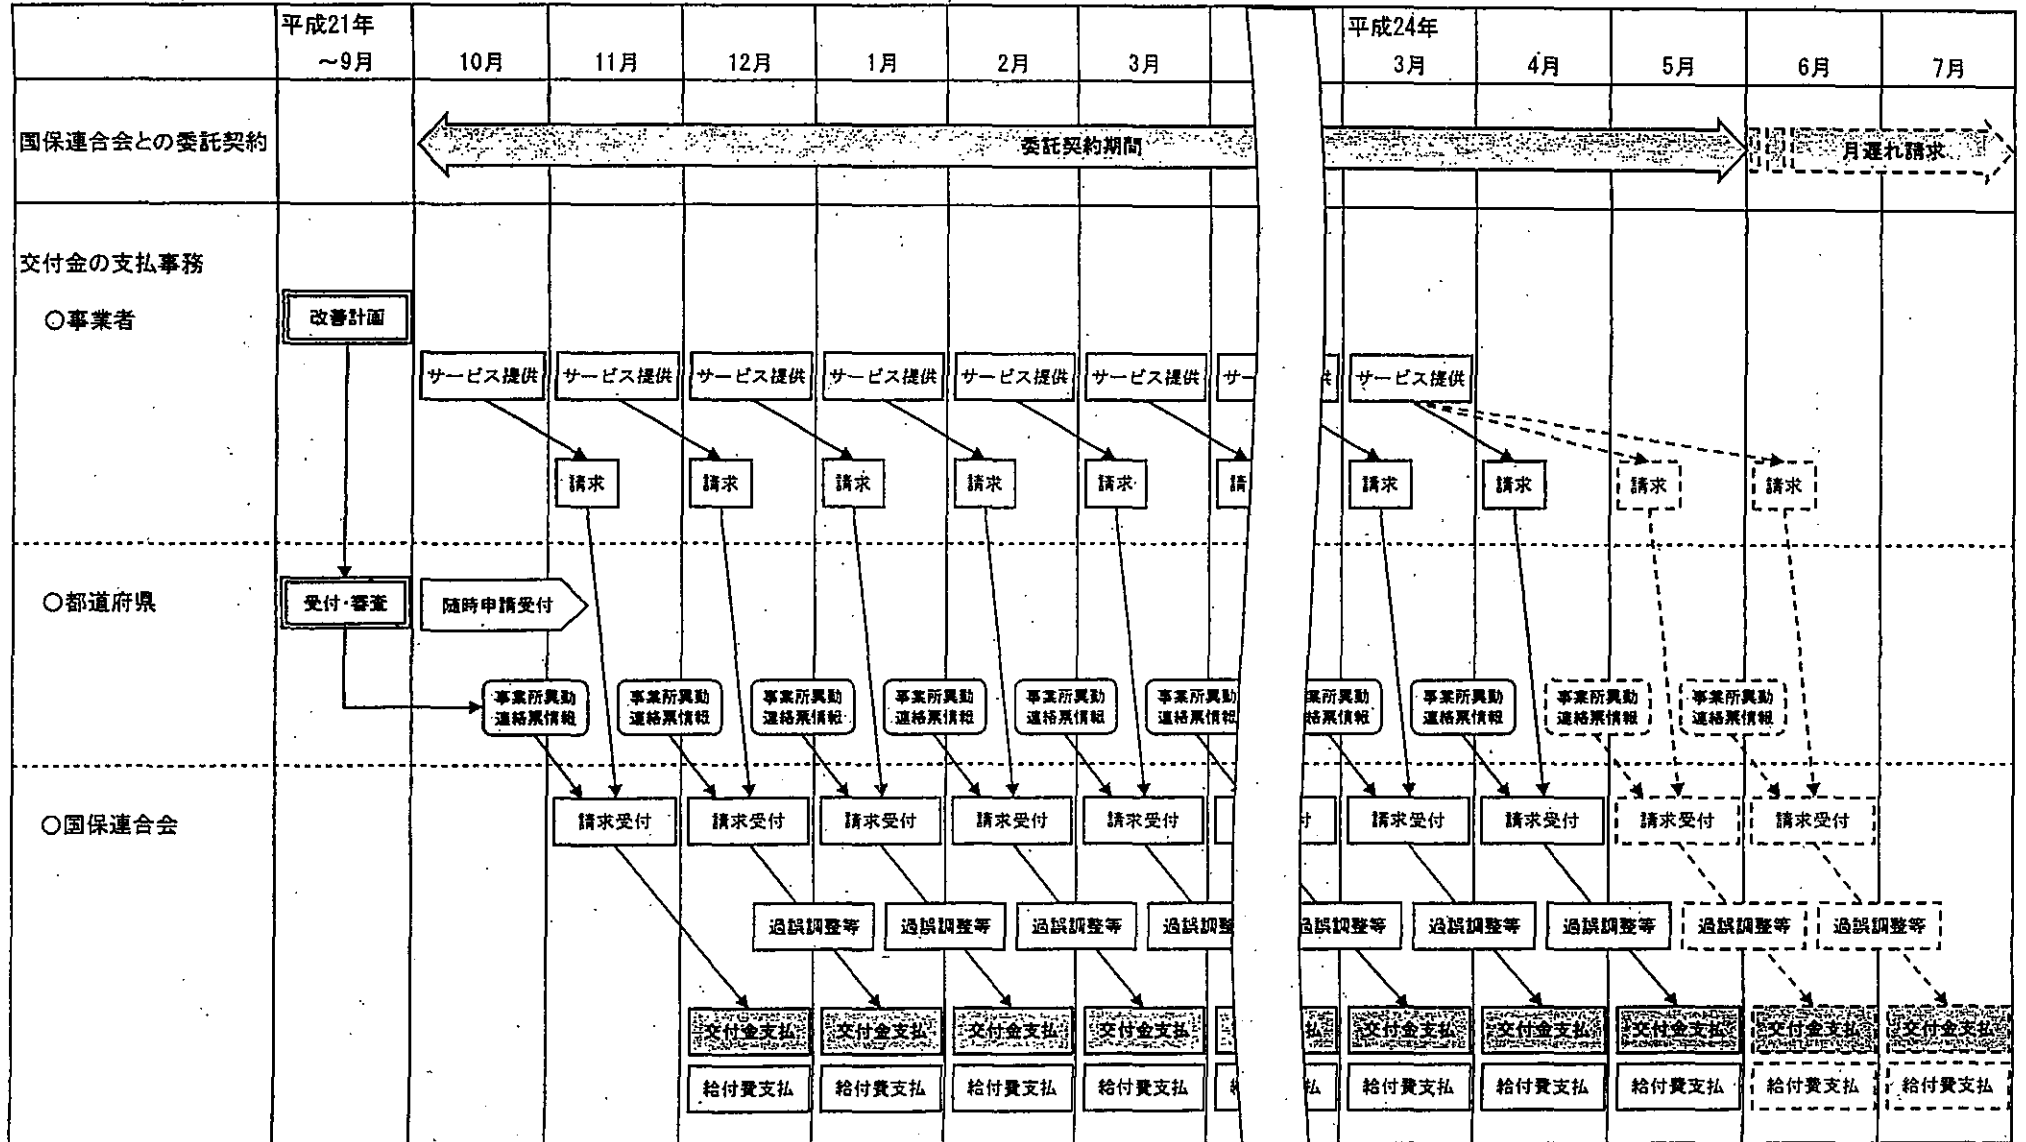 平成21年
平成24年
～9月 10月 11月 12月 1月 2月 3月 3月 4月 5月 6月 7月
国保連合会との委託契約
委託契約期間
月遅れ請求
交付金の支払事務
○事業者
改善計画
サービス提供 サービス提供 サービス提供 サービス提供 サービス提供 サービス提供 サー 供 サービス提供
請求 請求 請求 請求 請求 請 請求 請求 請求 請求
○都道府県
受付・審査
随時申請受付
事業所異動 事業所異動 事業所異動 事業所異動 事業所異動 事業所異動 業所異動 事業所異動 事業所異動 事業所異動
連絡票情報 連絡票情報 連絡票情報 連絡票情報 連絡票情報 連絡票情報 絡票情報 連絡票情報 連絡票情報 連絡票情報
○国保連合会
請求受付 請求受付 請求受付 請求受付 請求受付 付 請求受付 請求受付 請求受付 請求受付
過誤調整等 過誤調整等 過誤調整等 過誤調整 過誤調整等 過誤調整等 過誤調整等 過誤調整等 過誤調整等
交付金支払 交付金支払 交付金支払 交付金支払 払 交付金支払 交付金支払 交付金支払 交付金支払 交付金支払
給付費支払 給付費支払 給付費支払 給付費支払 払 給付費支払 給付費支払 給付費支払 給付費支払 給付費支払